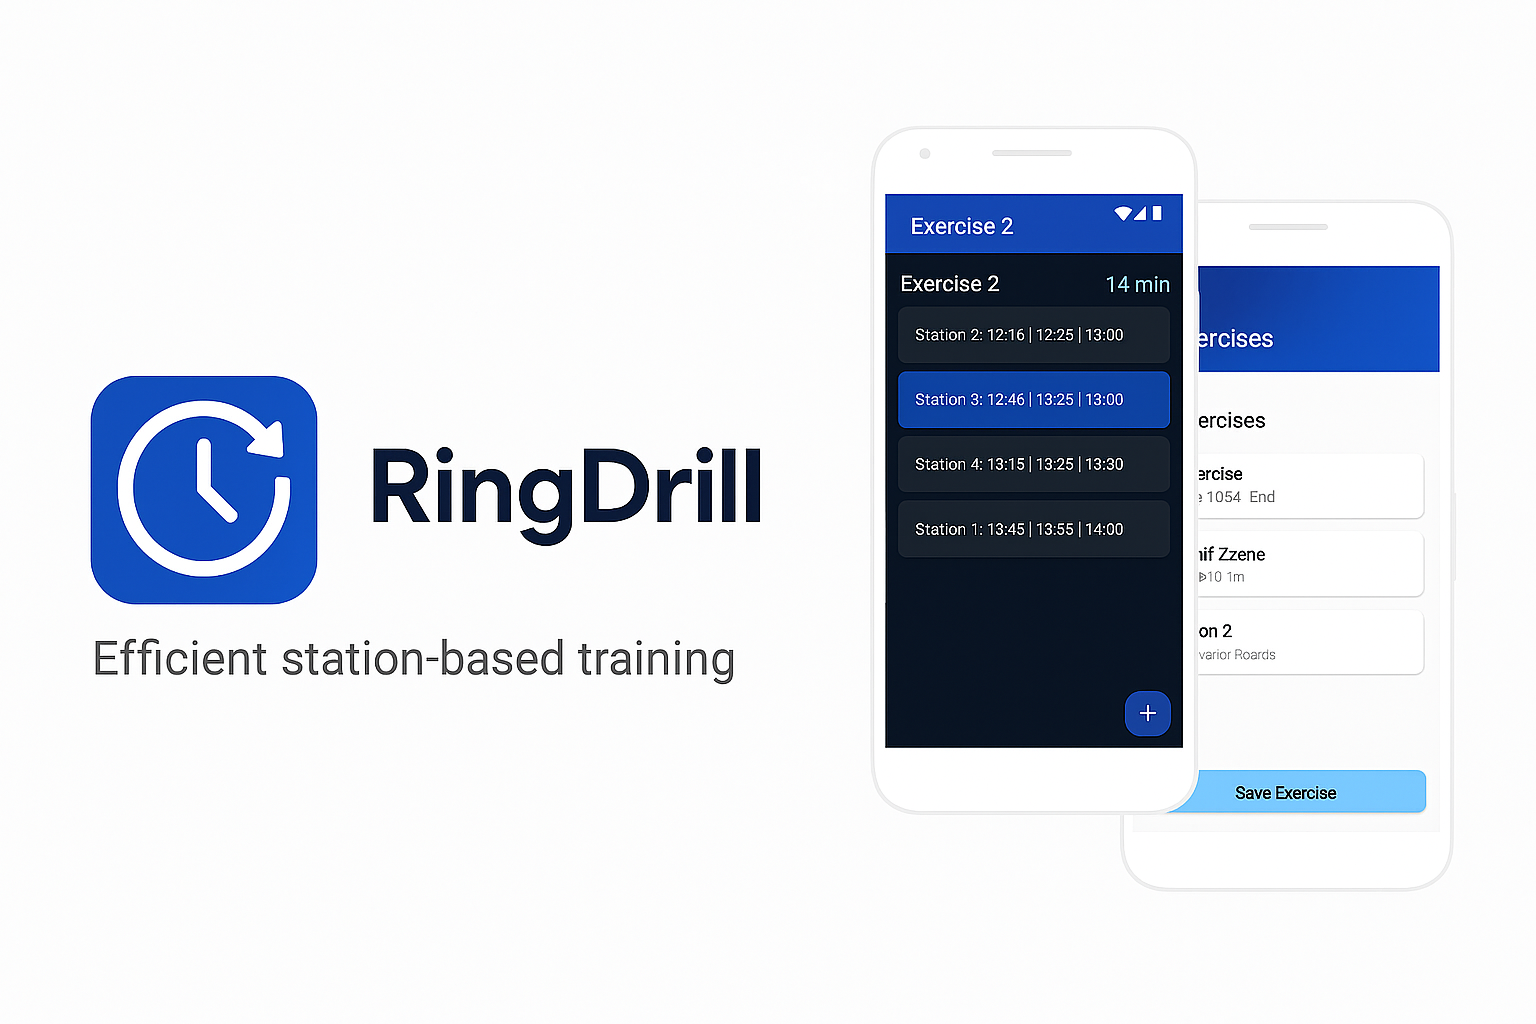 RingDrill
Efficient station-based training
Exercise 2
Exercise 2
14 min
Station 2: 12:16 | 12:25 | 13:00
Station 3: 12:46 | 13:25 | 13:00
Station 4: 13:15 | 13:25 | 13:30
Station 1: 13:45 | 13:55 | 14:00
+
ercises
ercises
ercise
1054 End
if Zzene
10 1m
on 2
varior Roards
Save Exercise